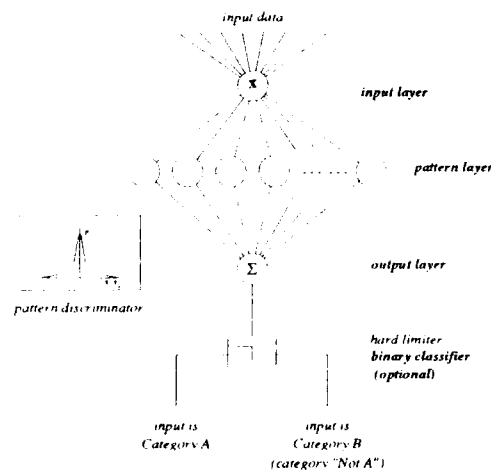 input data
x
input layer
pattern layer
r
Σ
output layer
pattern discriminator
hard limiter
binary classifier
(optional)
input is
Category A
input is
Category B
(category "Not A")